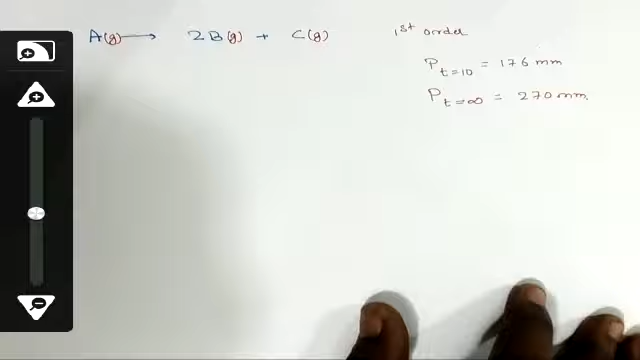 A(g) ⟶ 2B(g) + C(g) 1st order
P t=10 = 176 mm
P t=∞ = 270 mm.